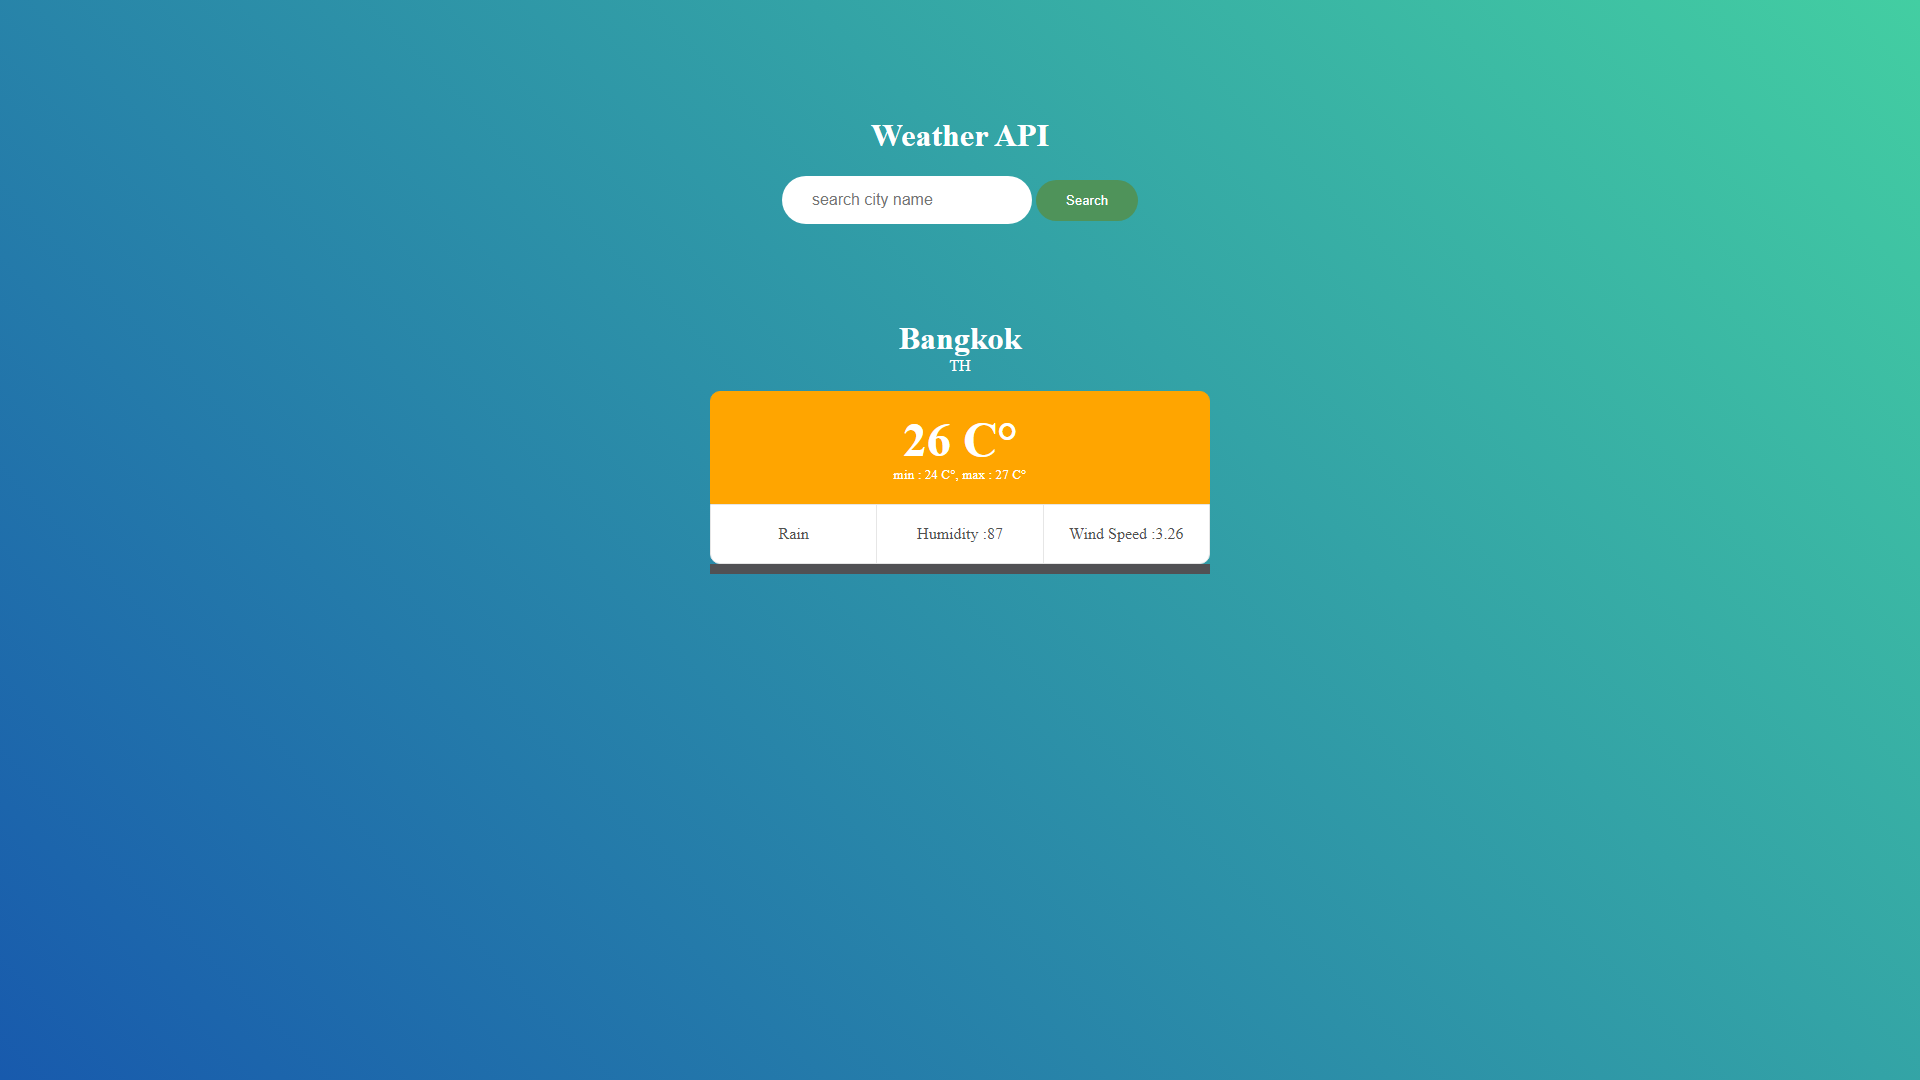 Weather API
search city name
Search
Bangkok
TH
26 C°
min : 24 C°, max : 27 C°
Rain
Humidity :87
Wind Speed :3.26